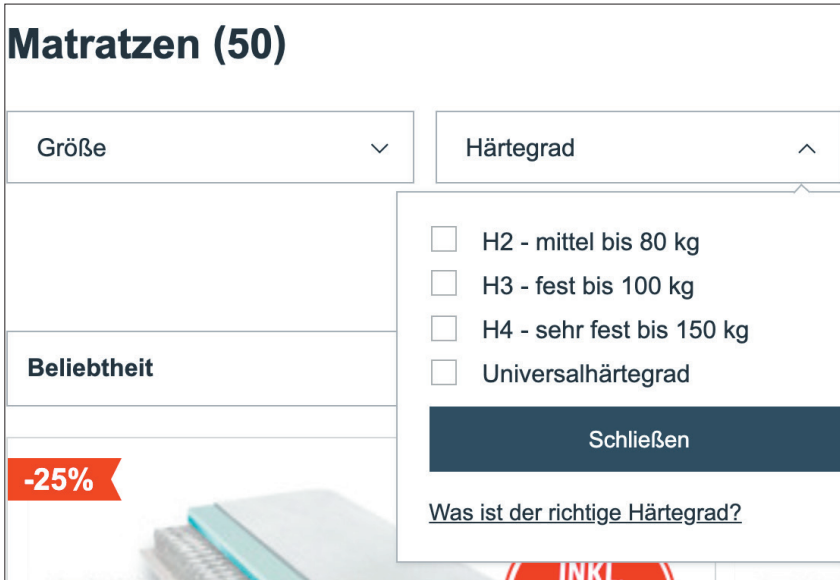 Matratzen (50)
Größe
Härtegrad
H2 - mittel bis 80 kg
H3 - fest bis 100 kg
H4 - sehr fest bis 150 kg
Universalhärtegrad
Beliebtheit
Schließen
-25%
Was ist der richtige Härtegrad?